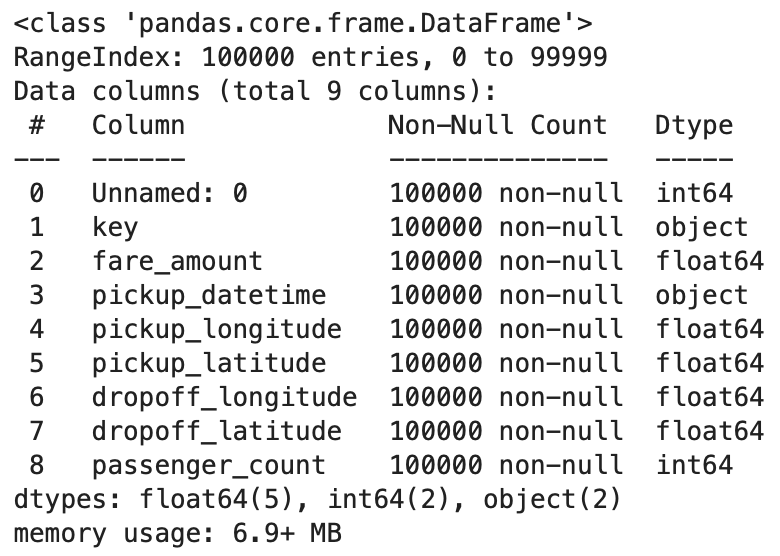 <class 'pandas.core.frame.DataFrame'>
RangeIndex: 100000 entries, 0 to 99999
Data columns (total 9 columns):
 #   Column             Non-Null Count   Dtype
---  ------             --------------   -----
 0   Unnamed: 0         100000 non-null  int64
 1   key                100000 non-null  object
 2   fare_amount        100000 non-null  float64
 3   pickup_datetime    100000 non-null  object
 4   pickup_longitude   100000 non-null  float64
 5   pickup_latitude    100000 non-null  float64
 6   dropoff_longitude  100000 non-null  float64
 7   dropoff_latitude   100000 non-null  float64
 8   passenger_count    100000 non-null  int64
dtypes: float64(5), int64(2), object(2)
memory usage: 6.9+ MB